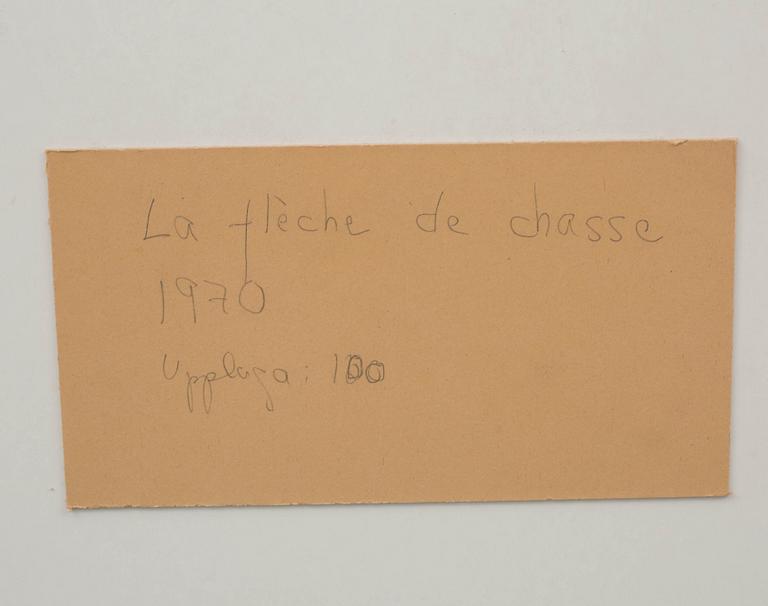 La flèche de chasse
1970
Upplaga: 100